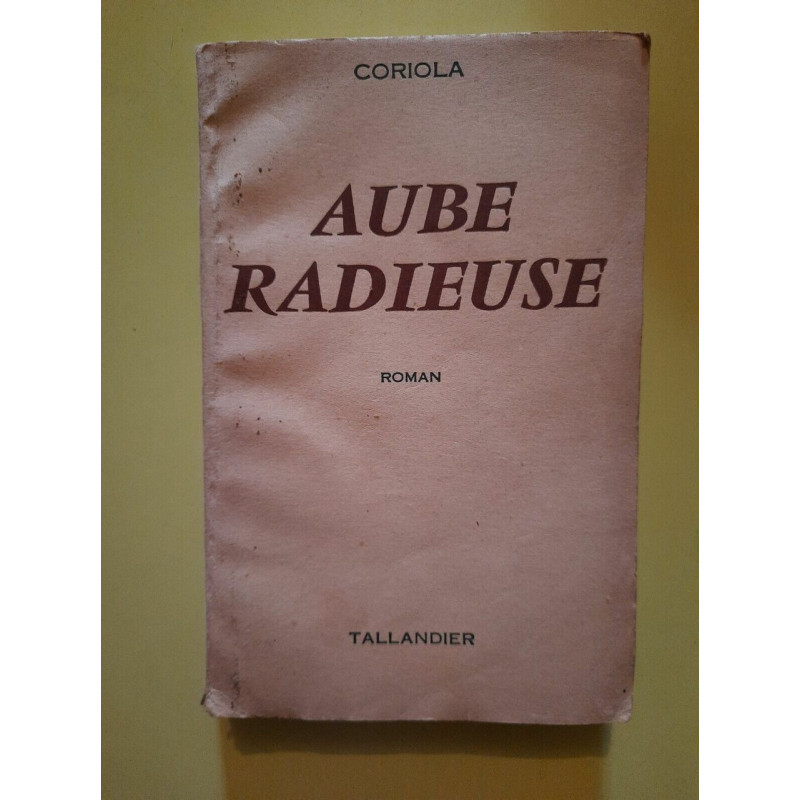 CORIOLA
AUBE
RADIEUSE
ROMAN
TALLANDIER